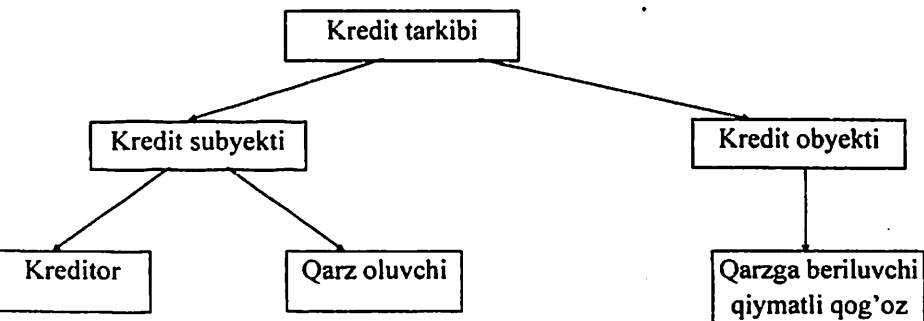 Kredit tarkibi
Kredit subyekti
Kredit obyekti
Kreditor
Qarz oluvchi
Qarzga beriluvchi
qiymatli qog’oz